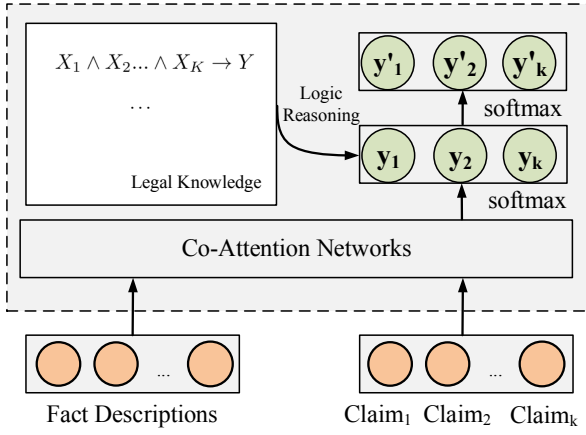 X₁ ∧ X₂... ∧ X_K → Y
...
Legal Knowledge
Logic
Reasoning
y'₁ y'₂ y'ₖ
softmax
y₁ y₂ yₖ
softmax
Co-Attention Networks
...
Fact Descriptions
...
Claim₁ Claim₂ Claimₖ